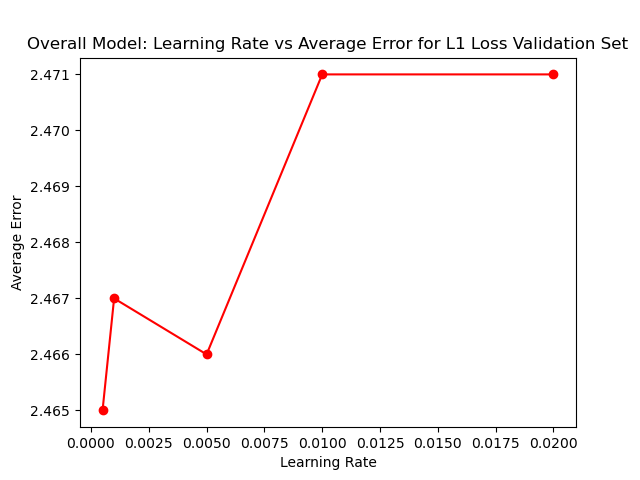 Overall Model: Learning Rate vs Average Error for L1 Loss Validation Set
2.471
2.470
2.469
2.468
2.467
2.466
2.465
Average Error
0.0000 0.0025 0.0050 0.0075 0.0100 0.0125 0.0150 0.0175 0.0200
Learning Rate